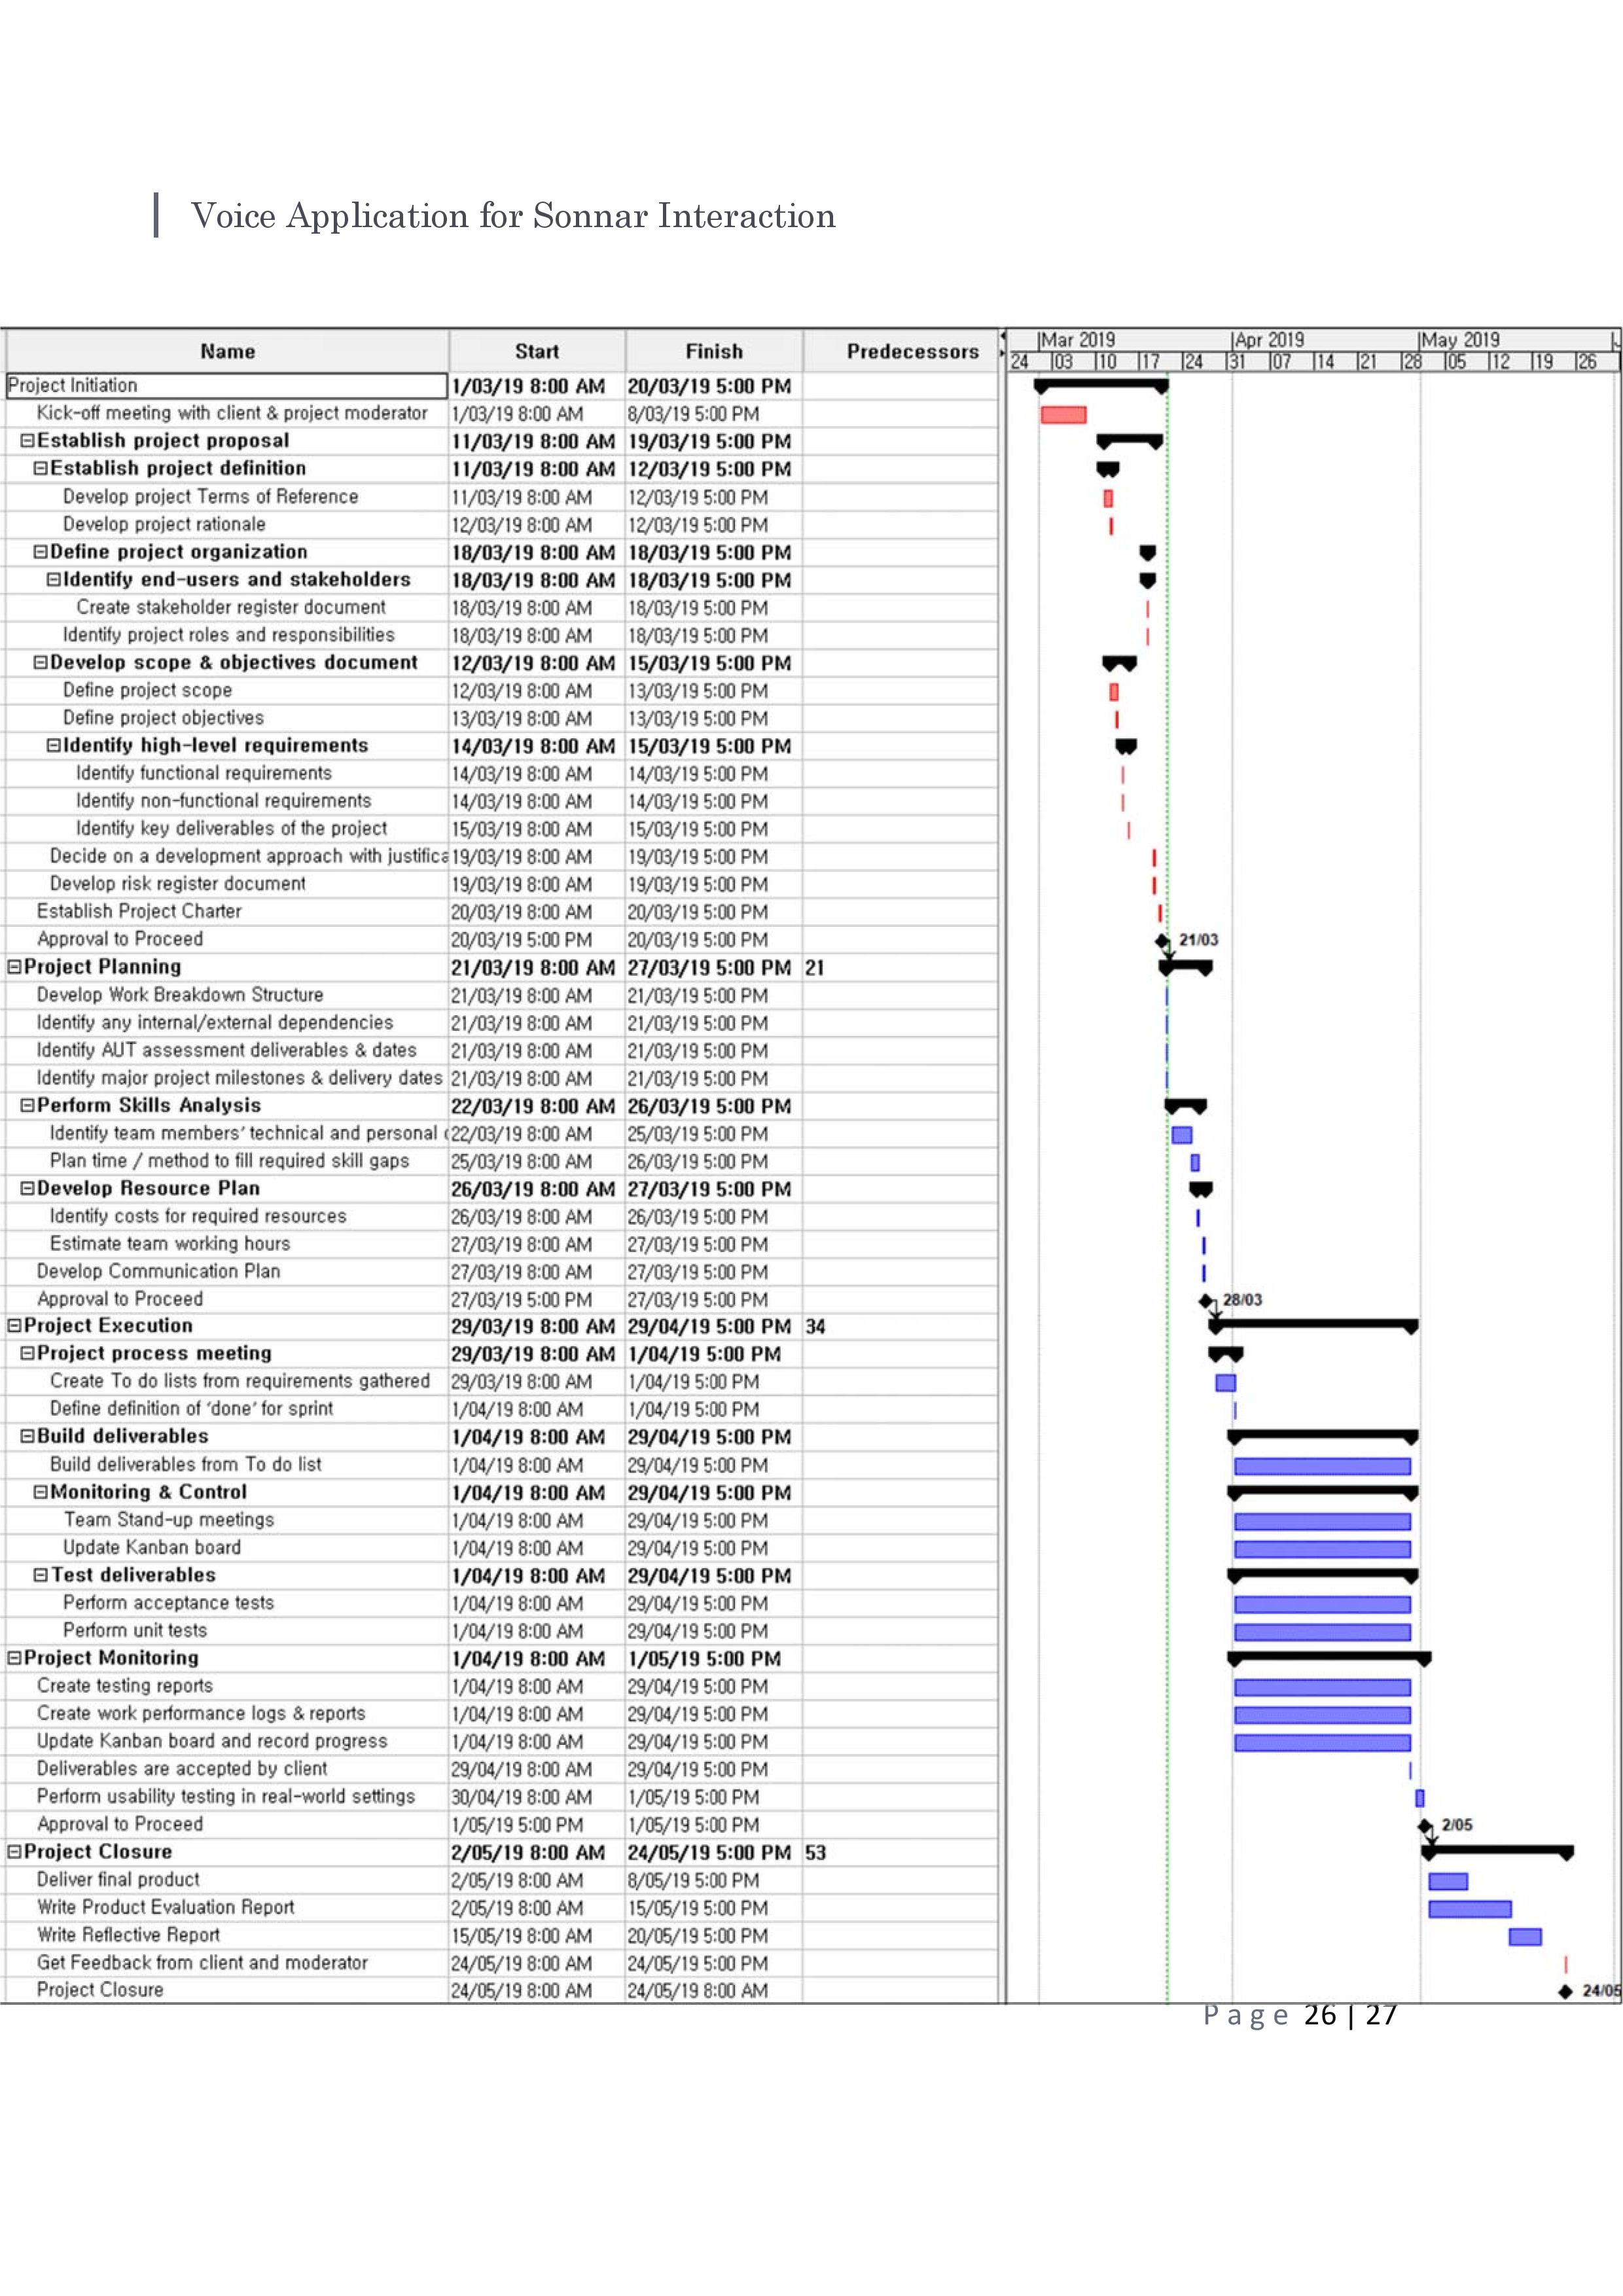 Voice Application for Sonnar Interaction
Name Start Finish Predecessors Mar 2019 Apr 2019 May 2019
24 03 10 17 24 31 07 14 21 28 05 12 19 26
Project Initiation 1/03/19 8:00 AM 20/03/19 5:00 PM
Kick-off meeting with client & project moderator 1/03/19 8:00 AM 8/03/19 5:00 PM
Establish project proposal 11/03/19 8:00 AM 19/03/19 5:00 PM
Establish project definition 11/03/19 8:00 AM 12/03/19 5:00 PM
Develop project Terms of Reference 11/03/19 8:00 AM 12/03/19 5:00 PM
Develop project rationale 12/03/19 8:00 AM 12/03/19 5:00 PM
Define project organization 18/03/19 8:00 AM 18/03/19 5:00 PM
Identify end-users and stakeholders 18/03/19 8:00 AM 18/03/19 5:00 PM
Create stakeholder register document 18/03/19 8:00 AM 18/03/19 5:00 PM
Identify project roles and responsibilities 18/03/19 8:00 AM 18/03/19 5:00 PM
Develop scope & objectives document 12/03/19 8:00 AM 15/03/19 5:00 PM
Define project scope 12/03/19 8:00 AM 13/03/19 5:00 PM
Define project objectives 13/03/19 8:00 AM 13/03/19 5:00 PM
Identify high-level requirements 14/03/19 8:00 AM 15/03/19 5:00 PM
Identify functional requirements 14/03/19 8:00 AM 14/03/19 5:00 PM
Identify non-functional requirements 14/03/19 8:00 AM 14/03/19 5:00 PM
Identify key deliverables of the project 15/03/19 8:00 AM 15/03/19 5:00 PM
Decide on a development approach with justifica 19/03/19 8:00 AM 19/03/19 5:00 PM
Develop risk register document 19/03/19 8:00 AM 19/03/19 5:00 PM
Establish Project Charter 20/03/19 8:00 AM 20/03/19 5:00 PM
Approval to Proceed 20/03/19 5:00 PM 20/03/19 5:00 PM 21/03
Project Planning 21/03/19 8:00 AM 27/03/19 5:00 PM 21
Develop Work Breakdown Structure 21/03/19 8:00 AM 21/03/19 5:00 PM
Identify any internal/external dependencies 21/03/19 8:00 AM 21/03/19 5:00 PM
Identify AUT assessment deliverables & dates 21/03/19 8:00 AM 21/03/19 5:00 PM
Identify major project milestones & delivery dates 21/03/19 8:00 AM 21/03/19 5:00 PM
Perform Skills Analysis 22/03/19 8:00 AM 26/03/19 5:00 PM
Identify team members’ technical and personal 22/03/19 8:00 AM 25/03/19 5:00 PM
Plan time / method to fill required skill gaps 25/03/19 8:00 AM 26/03/19 5:00 PM
Develop Resource Plan 26/03/19 8:00 AM 27/03/19 5:00 PM
Identify costs for required resources 26/03/19 8:00 AM 26/03/19 5:00 PM
Estimate team working hours 27/03/19 8:00 AM 27/03/19 5:00 PM
Develop Communication Plan 27/03/19 8:00 AM 27/03/19 5:00 PM
Approval to Proceed 27/03/19 5:00 PM 27/03/19 5:00 PM 28/03
Project Execution 29/03/19 8:00 AM 29/04/19 5:00 PM 34
Project process meeting 29/03/19 8:00 AM 1/04/19 5:00 PM
Create To do lists from requirements gathered 29/03/19 8:00 AM 1/04/19 5:00 PM
Define definition of ‘done’ for sprint 1/04/19 8:00 AM 1/04/19 5:00 PM
Build deliverables 1/04/19 8:00 AM 29/04/19 5:00 PM
Build deliverables from To do list 1/04/19 8:00 AM 29/04/19 5:00 PM
Monitoring & Control 1/04/19 8:00 AM 29/04/19 5:00 PM
Team Stand-up meetings 1/04/19 8:00 AM 29/04/19 5:00 PM
Update Kanban board 1/04/19 8:00 AM 29/04/19 5:00 PM
Test deliverables 1/04/19 8:00 AM 29/04/19 5:00 PM
Perform acceptance tests 1/04/19 8:00 AM 29/04/19 5:00 PM
Perform unit tests 1/04/19 8:00 AM 29/04/19 5:00 PM
Project Monitoring 1/04/19 8:00 AM 1/05/19 5:00 PM
Create testing reports 1/04/19 8:00 AM 29/04/19 5:00 PM
Create work performance logs & reports 1/04/19 8:00 AM 29/04/19 5:00 PM
Update Kanban board and record progress 1/04/19 8:00 AM 29/04/19 5:00 PM
Deliverables are accepted by client 29/04/19 8:00 AM 29/04/19 5:00 PM
Perform usability testing in real-world settings 30/04/19 8:00 AM 1/05/19 5:00 PM
Approval to Proceed 1/05/19 5:00 PM 1/05/19 5:00 PM 2/05
Project Closure 2/05/19 8:00 AM 24/05/19 5:00 PM 53
Deliver final product 2/05/19 8:00 AM 8/05/19 5:00 PM
Write Product Evaluation Report 2/05/19 8:00 AM 15/05/19 5:00 PM
Write Reflective Report 15/05/19 8:00 AM 20/05/19 5:00 PM
Get Feedback from client and moderator 24/05/19 8:00 AM 24/05/19 5:00 PM
Project Closure 24/05/19 8:00 AM 24/05/19 8:00 AM 24/05
Page 26 | 27